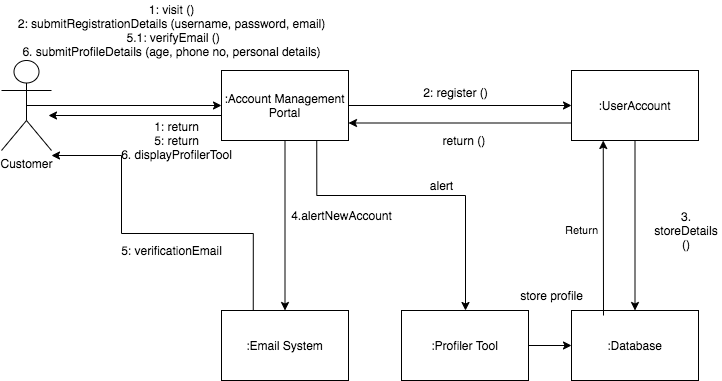 1: visit ()
2: submitRegistrationDetails (username, password, email)
5.1: verifyEmail ()
6. submitProfileDetails (age, phone no, personal details)
:Account Management
Portal
2: register ()
:UserAccount
1: return
5: return
6. displayProfilerTool
return ()
Customer
alert
4.alertNewAccount
Return
3.
storeDetails
()
5: verificationEmail
store profile
:Email System
:Profiler Tool
:Database